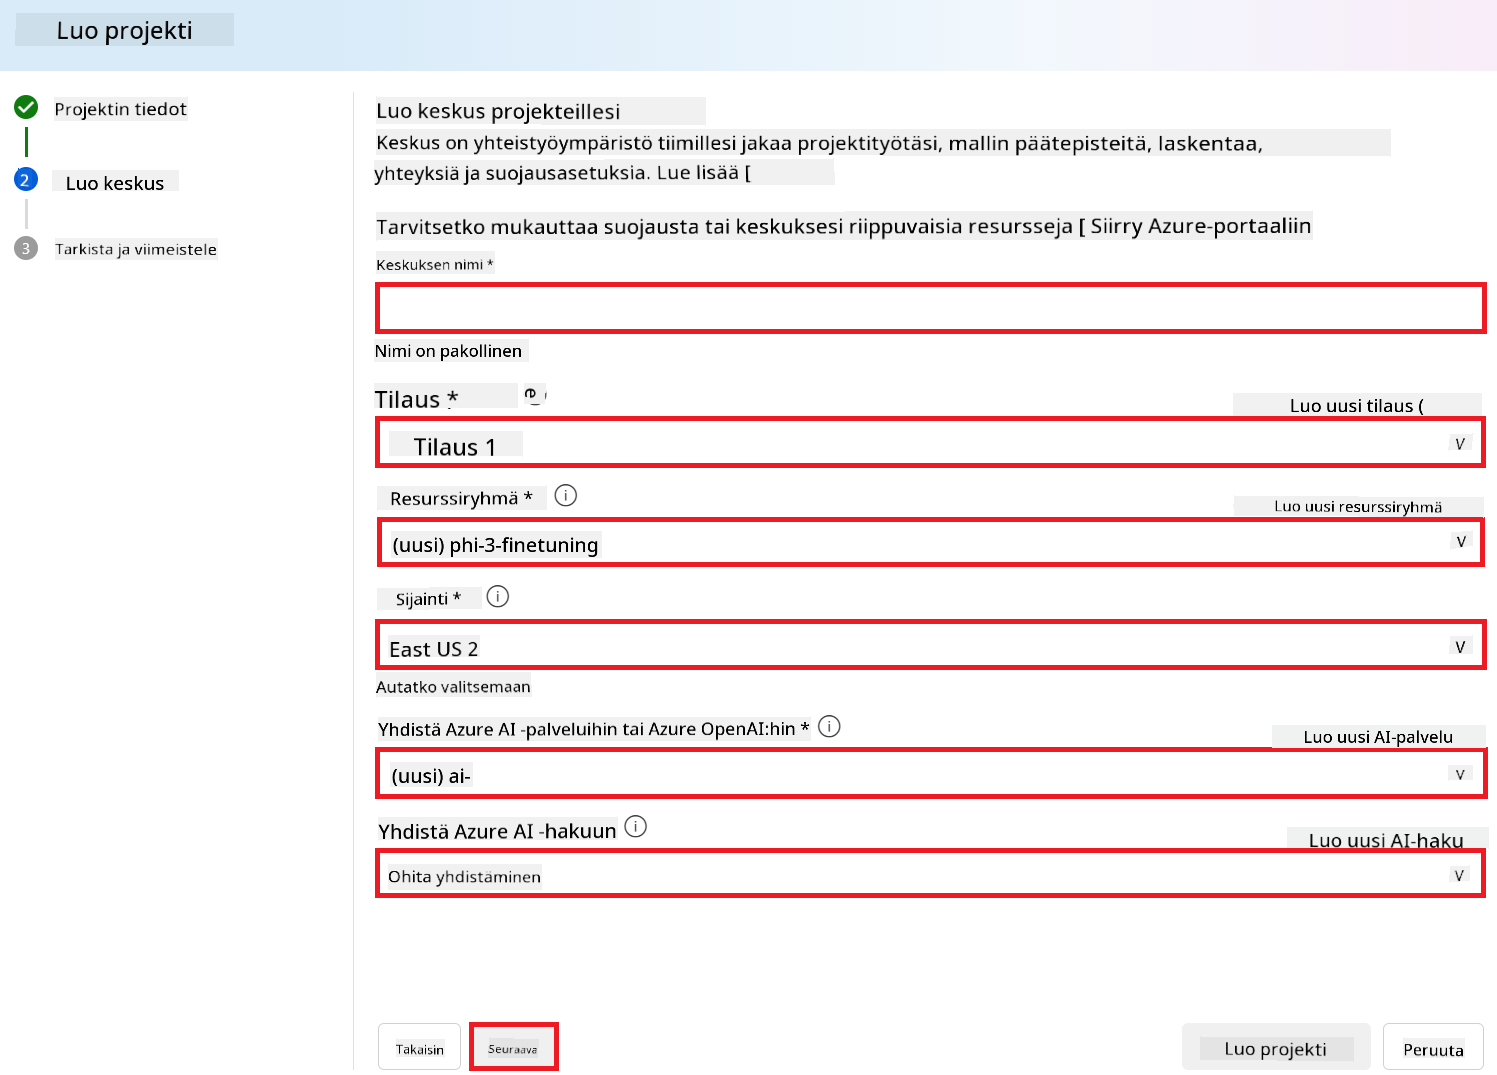 Luo projekti
Projektin tiedot
2 Luo keskus
3 Tarkista ja viimeistele
Luo keskus projekteillesi
Keskus on yhteistyöympäristö tiimillesi jakaa projektityötäsi, mallin päätepisteitä, laskentaa,
yhteyksiä ja suojausasetuksia. Lue lisää [
Tarvitsetko mukauttaa suojausta tai keskuksesi riippuvaisia resursseja [ Siirry Azure-portaaliin
Keskuksen nimi *
Nimi on pakollinen
Tilaus *
Luo uusi tilaus (
Tilaus 1
V
Resurssiryhmä * i
Luo uusi resurssiryhmä
(uusi) phi-3-finetuning
V
Sijainti * i
East US 2
V
Autatko valitsemaan
Yhdistä Azure AI -palveluihin tai Azure OpenAI:hin * i
Luo uusi AI-palvelu
(uusi) ai-
V
Yhdistä Azure AI -hakuun i
Luo uusi AI-haku
Ohita yhdistäminen
V
Takaisin
Seuraava
Luo projekti
Peruuta